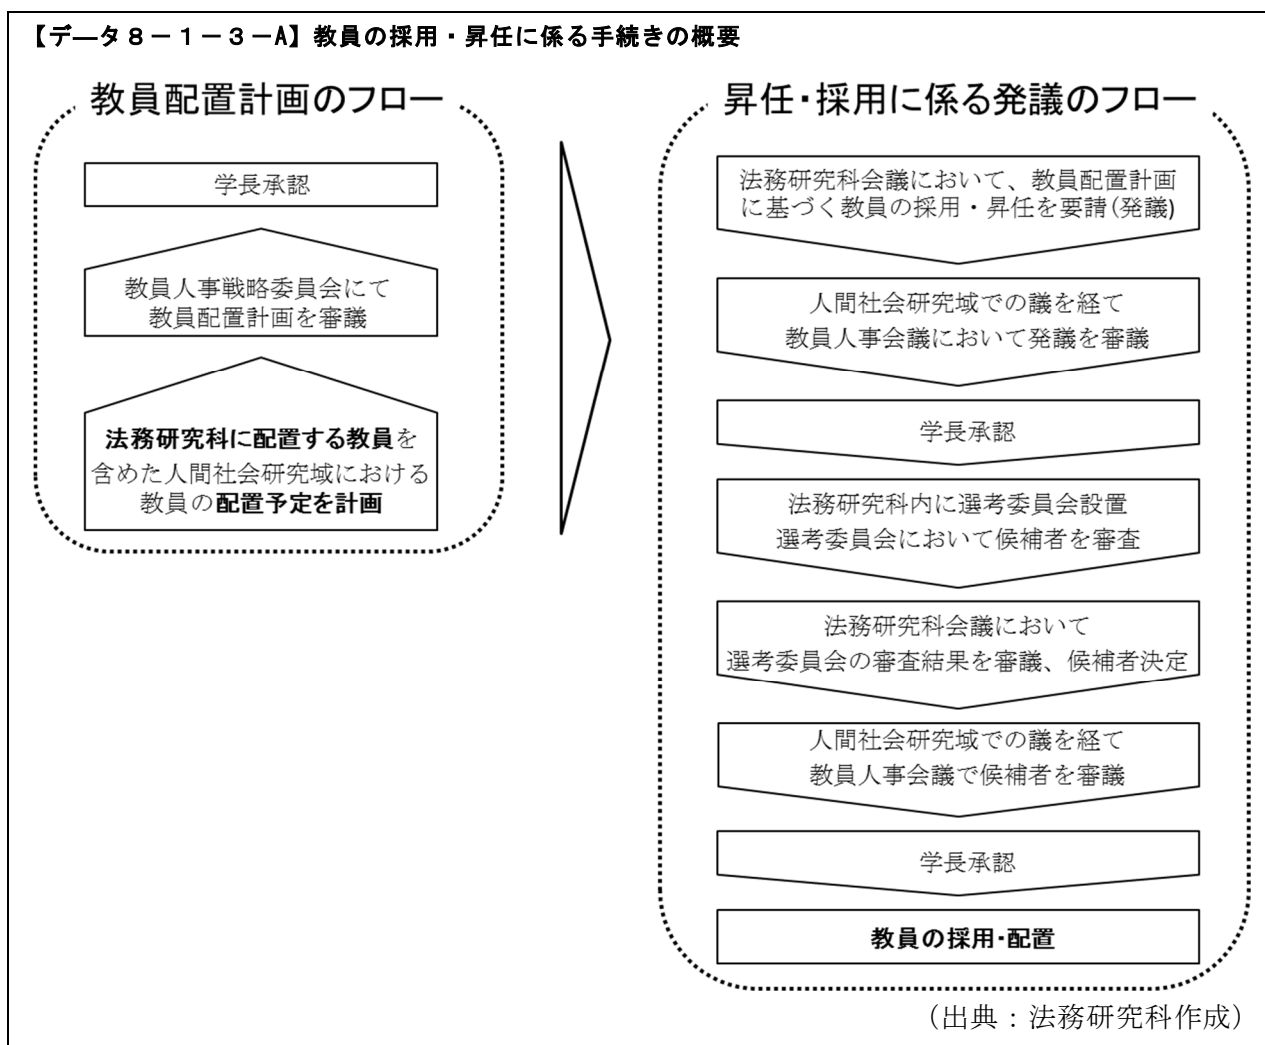 【デ―タ８－１－３－A】教員の採用・昇任に係る手続きの概要
教員配置計画のフロー
学長承認
教員人事戦略委員会にて
教員配置計画を審議
法務研究科に配置する教員を
含めた人間社会研究域における
教員の配置予定を計画
昇任・採用に係る発議のフロー
法務研究科会議において、教員配置計画
に基づく教員の採用・昇任を要請(発議)
人間社会研究域での議を経て
教員人事会議において発議を審議
学長承認
法務研究科内に選考委員会設置
選考委員会において候補者を審査
法務研究科会議において
選考委員会の審査結果を審議、候補者決定
人間社会研究域での議を経て
教員人事会議で候補者を審議
学長承認
教員の採用・配置
（出典：法務研究科作成）